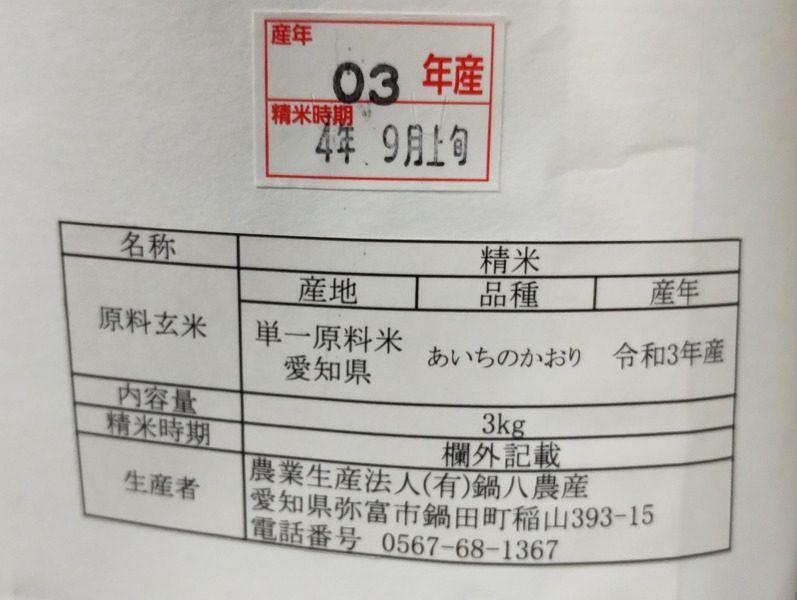 産年
03 年産
精米時期
4年 9月上旬
名称 精米
産地 品種 産年
原料玄米
単一原料米
愛知県
あいちのかおり 令和3年産
内容量 3kg
精米時期 欄外記載
生産者
農業生産法人(有)鍋八農産
愛知県弥富市鍋田町稲山393-15
電話番号 0567-68-1367